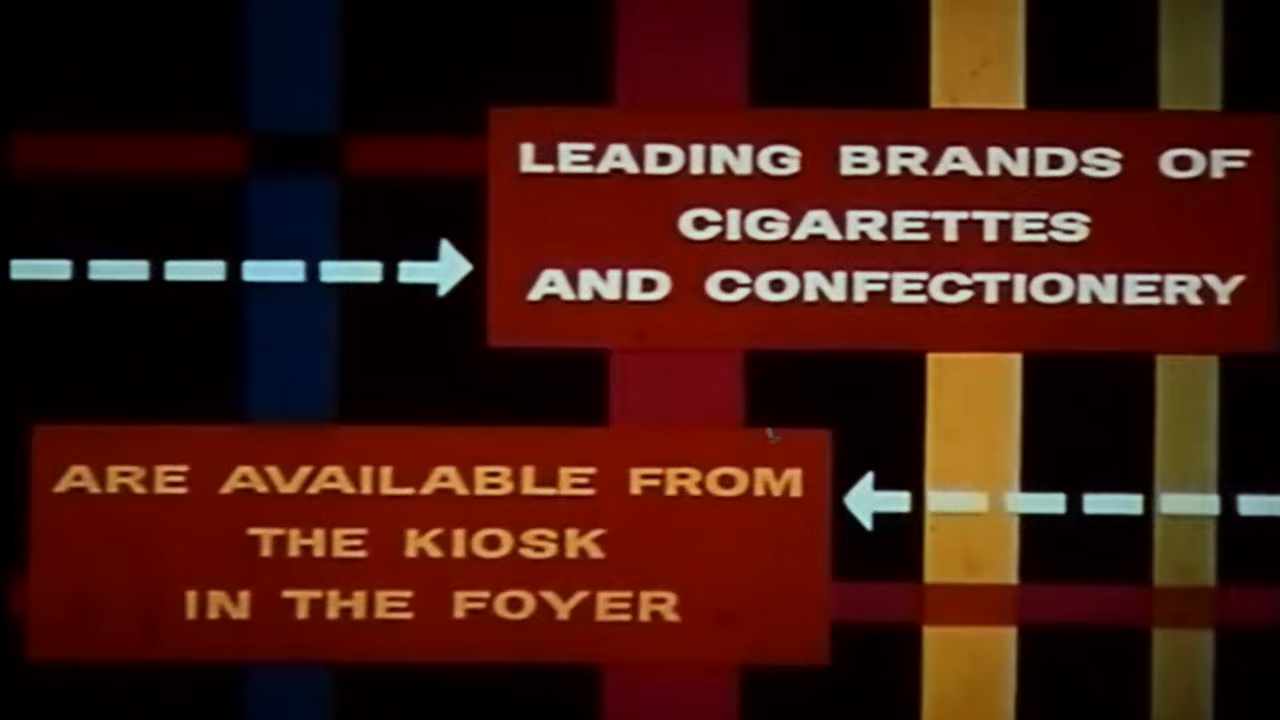 LEADING BRANDS OF
CIGARETTES
AND CONFECTIONERY
ARE AVAILABLE FROM
THE KIOSK
IN THE FOYER